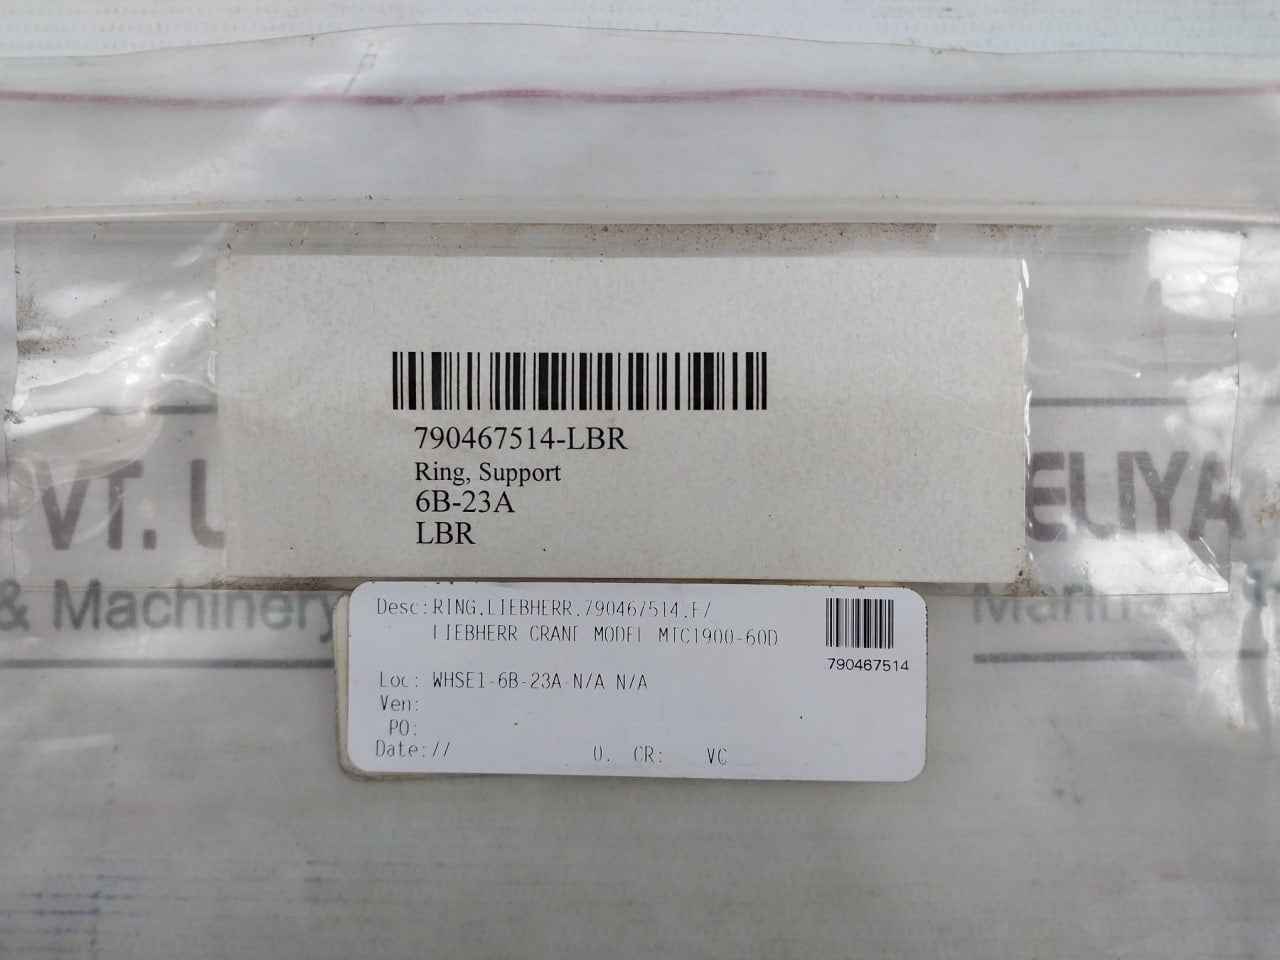 790467514-LBR
Ring, Support
6B-23A
LBR
VT.
ELIYA
& Machinery
Desc:RING.LIEBHERR.790467514.F/
LIEBHERR CRANE MODEL MTC1900-60D
790467514
Loc: WHSE1-6B-23A-N/A N/A
Ven:
PO:
Date://
0. CR: VC